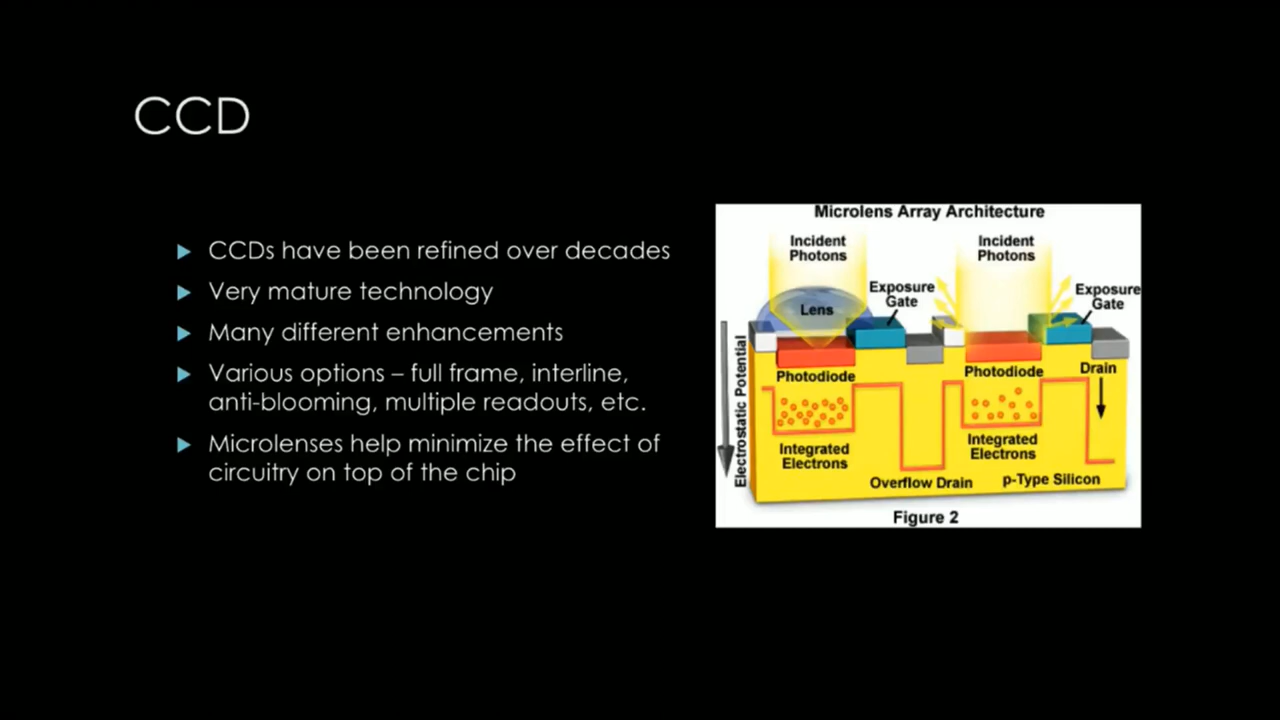 CCD
CCDs have been refined over decades
Very mature technology
Many different enhancements
Various options – full frame, interline,
anti-blooming, multiple readouts, etc.
Microlenses help minimize the effect of
circuitry on top of the chip
Microlens Array Architecture
Incident
Photons
Incident
Photons
Exposure
Gate
Exposure
Gate
Lens
Electrostatic Potential
Photodiode
Photodiode
Drain
Integrated
Electrons
Integrated
Electrons
Overflow Drain
p-Type Silicon
Figure 2